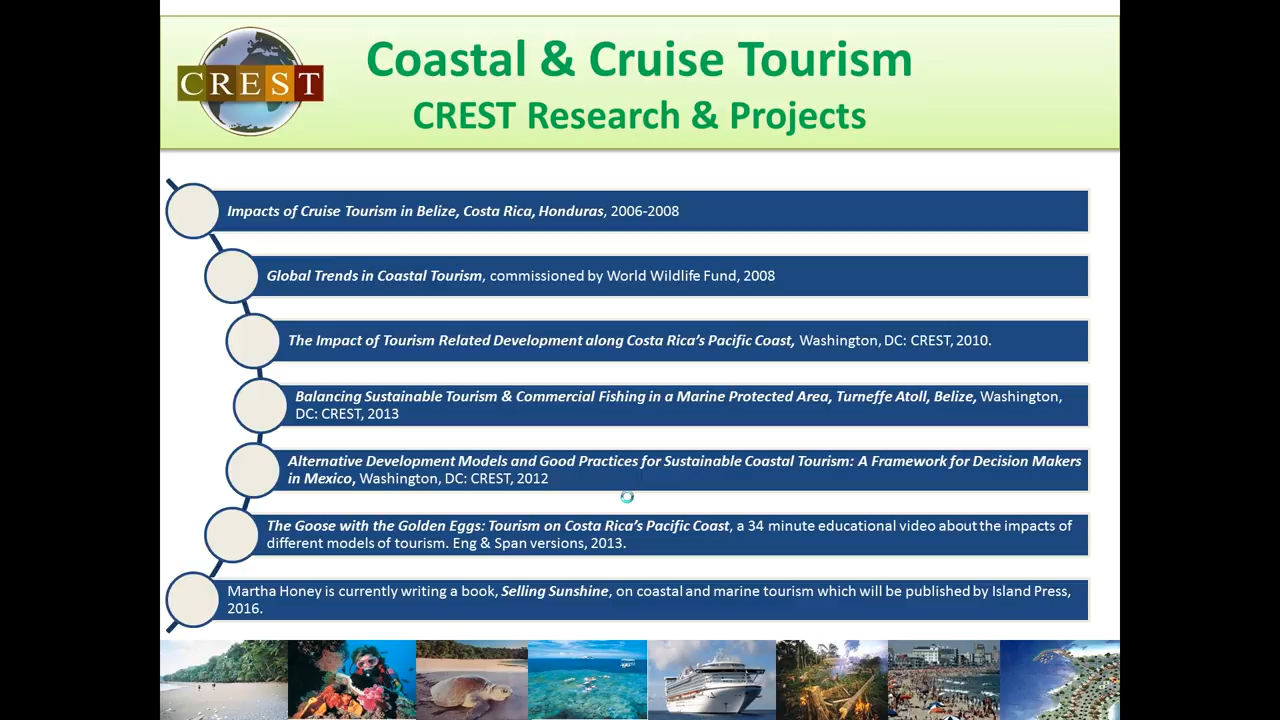 CREST
Coastal & Cruise Tourism
CREST Research & Projects
Impacts of Cruise Tourism in Belize, Costa Rica, Honduras, 2006-2008
Global Trends in Coastal Tourism, commissioned by World Wildlife Fund, 2008
The Impact of Tourism Related Development along Costa Rica's Pacific Coast, Washington, DC: CREST, 2010.
Balancing Sustainable Tourism & Commercial Fishing in a Marine Protected Area, Turneffe Atoll, Belize, Washington,
DC: CREST, 2013
Alternative Development Models and Good Practices for Sustainable Coastal Tourism: A Framework for Decision Makers
in Mexico, Washington, DC: CREST, 2012
The Goose with the Golden Eggs: Tourism on Costa Rica's Pacific Coast, a 34 minute educational video about the impacts of
different models of tourism. Eng & Span versions, 2013.
Martha Honey is currently writing a book, Selling Sunshine, on coastal and marine tourism which will be published by Island Press,
2016.